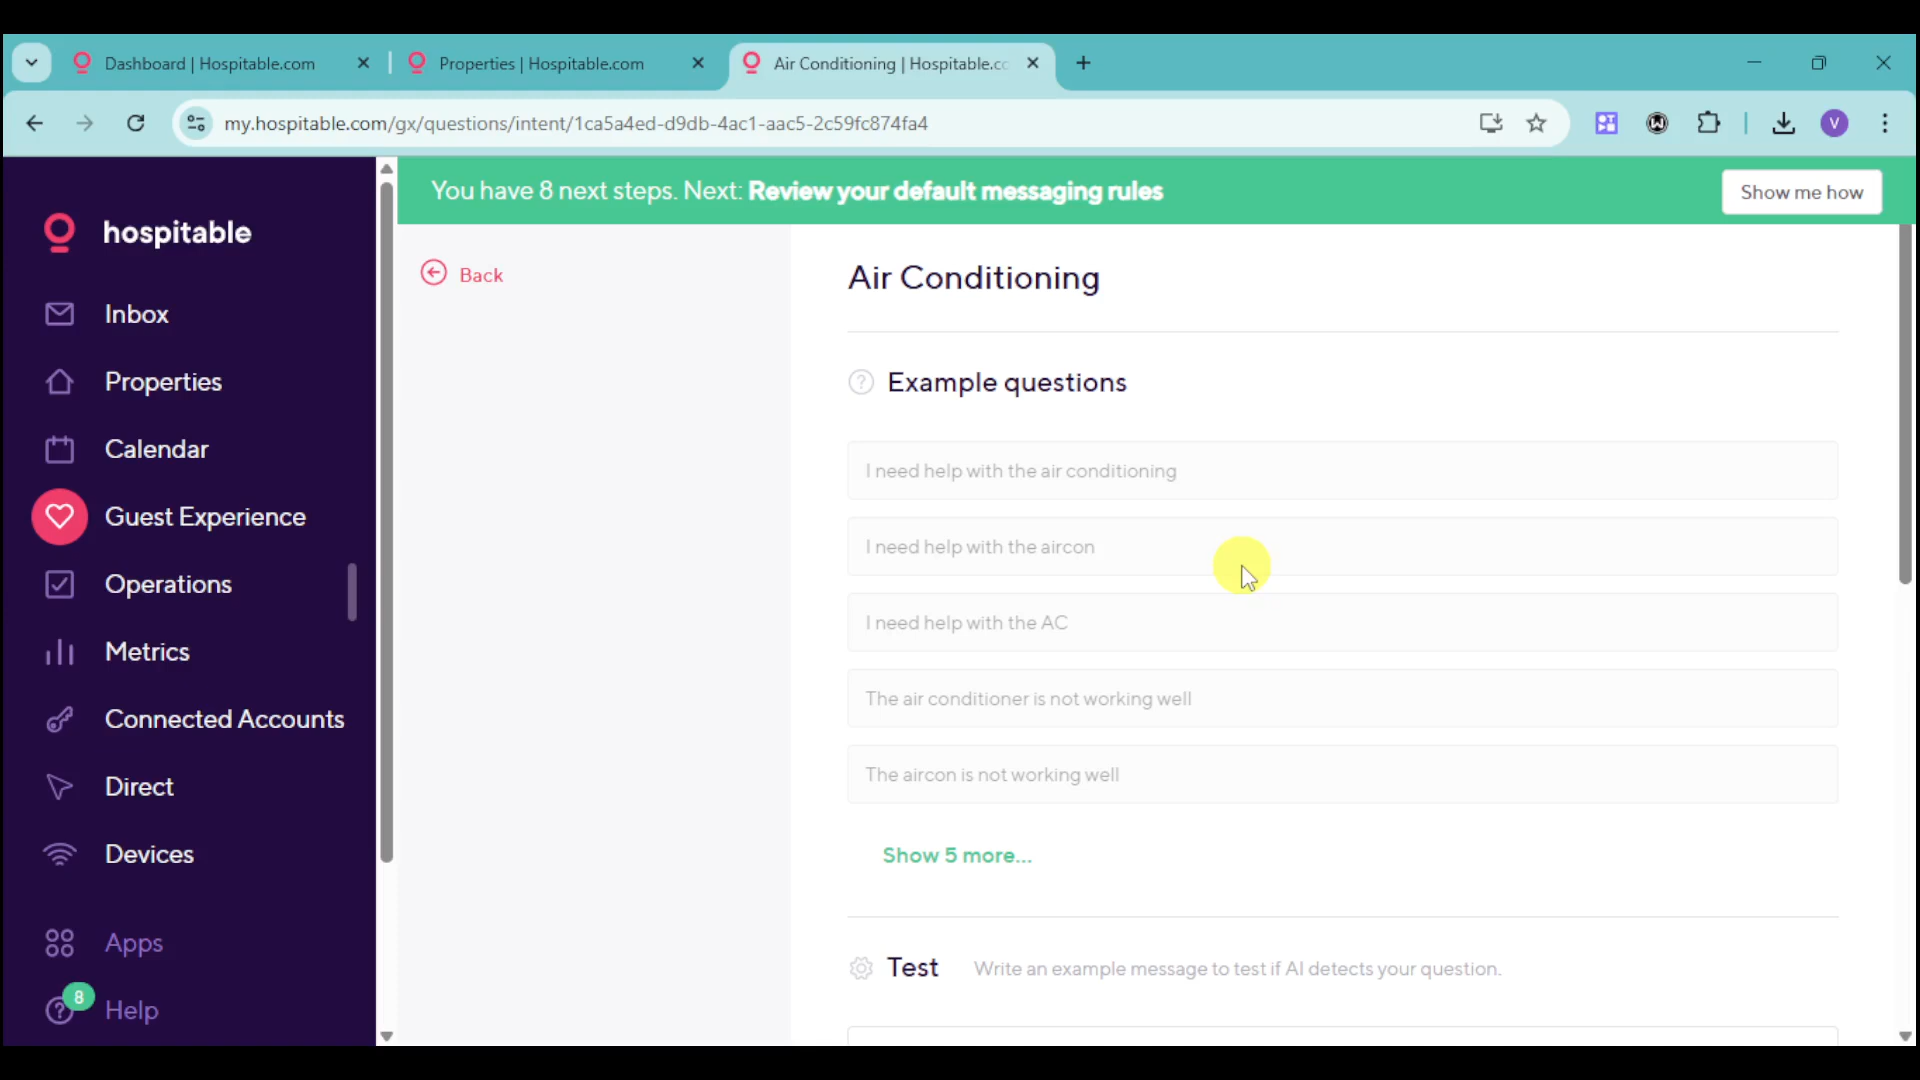 Dashboard | Hospitable.com
Properties | Hospitable.com
Air Conditioning | Hospitable.cc
my.hospitable.com/gx/questions/intent/1ca5a4ed-d9db-4ac1-aac5-2c59fc874fa4
V
hospitable
Inbox
Properties
Calendar
Guest Experience
Operations
Metrics
Connected Accounts
Direct
Devices
Apps
8
Help
You have 8 next steps. Next: Review your default messaging rules
Show me how
Back
Air Conditioning
Example questions
I need help with the air conditioning
I need help with the aircon
I need help with the AC
The air conditioner is not working well
The aircon is not working well
Show 5 more...
Test Write an example message to test if AI detects your question.